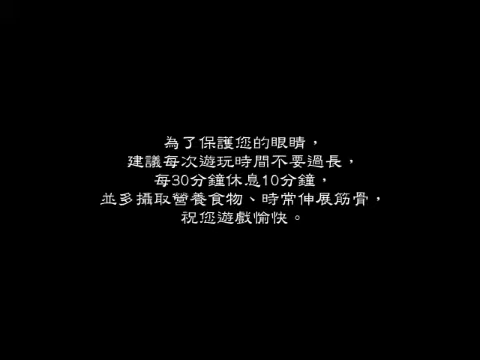 為了保護您的眼睛，
建議每次遊玩時間不要過長，
每30分鐘休息10分鐘，
並多攝取營養食物、時常伸展筋骨，
祝您遊戲愉快。